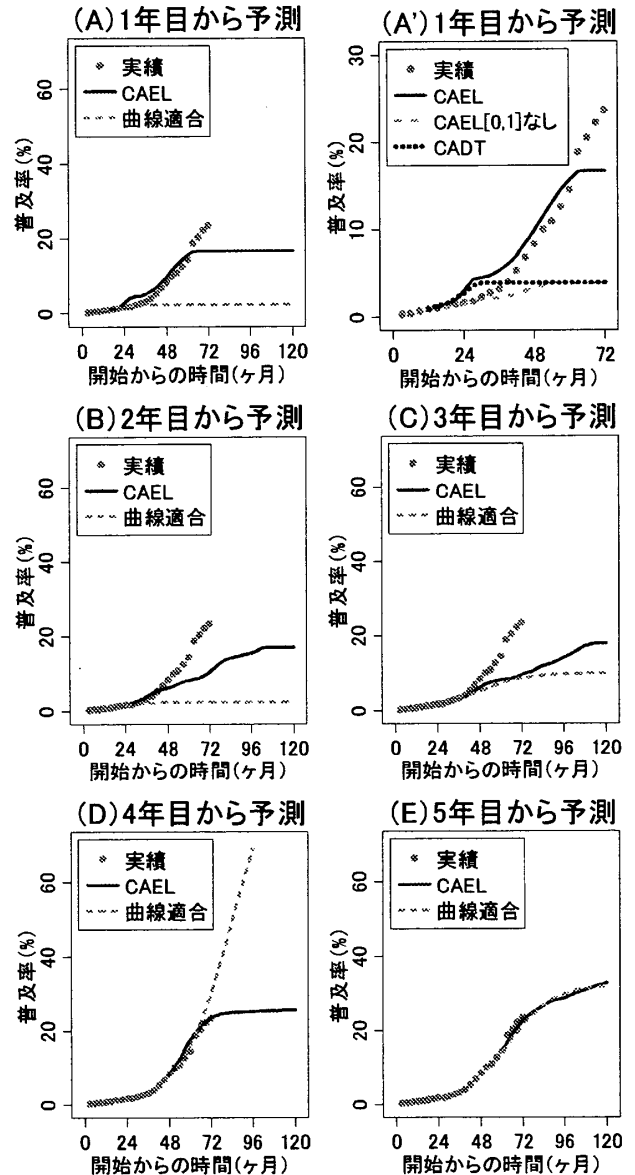 (A)1年目から予測
実績
CAEL
曲線適合
普及率(%)
60
40
20
0
0 24 48 72 96 120
開始からの時間(ヶ月)
(A')1年目から予測
実績
CAEL
CAEL[0,1]なし
CADT
普及率(%)
30
20
10
0
0 24 48 72
開始からの時間(ヶ月)
(B)2年目から予測
実績
CAEL
曲線適合
普及率(%)
60
40
20
0
0 24 48 72 96 120
開始からの時間(ヶ月)
(C)3年目から予測
実績
CAEL
曲線適合
普及率(%)
60
40
20
0
0 24 48 72 96 120
開始からの時間(ヶ月)
(D)4年目から予測
実績
CAEL
曲線適合
普及率(%)
60
40
20
0
0 24 48 72 96 120
開始からの時間(ヶ月)
(E)5年目から予測
実績
CAEL
曲線適合
普及率(%)
60
40
20
0
0 24 48 72 96 120
開始からの時間(ヶ月)